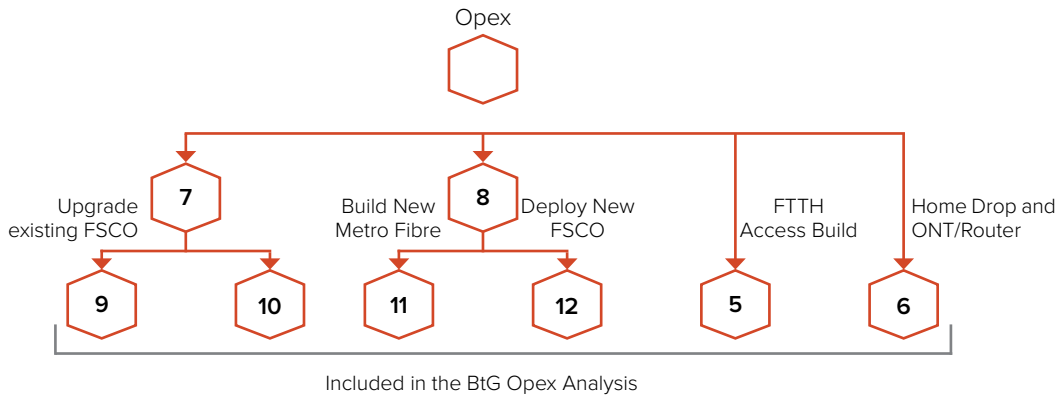 Opex
7
8
Upgrade
existing FSCO
Build New
Metro Fibre
Deploy New
FSCO
FTTH
Access Build
Home Drop and
ONT/Router
9
10
11
12
5
6
Included in the BtG Opex Analysis